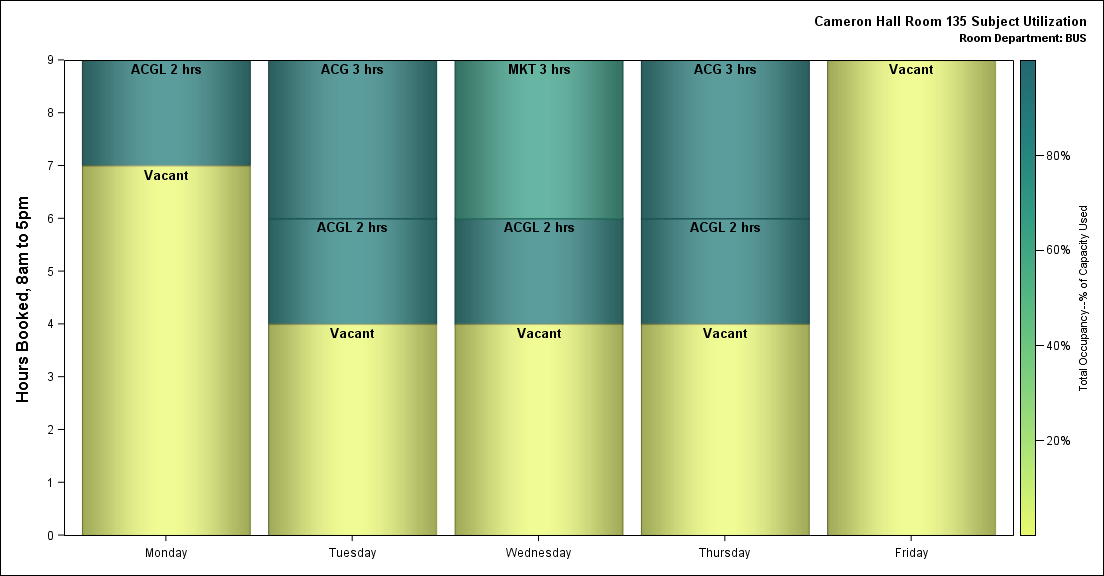 Cameron Hall Room 135 Subject Utilization
Room Department: BUS
Hours Booked, 8am to 5pm
9
8
7
6
5
4
3
2
1
0
ACGL 2 hrs
Vacant
ACG 3 hrs
ACGL 2 hrs
Vacant
MKT 3 hrs
ACGL 2 hrs
Vacant
ACG 3 hrs
ACGL 2 hrs
Vacant
Vacant
Monday
Tuesday
Wednesday
Thursday
Friday
80%
60%
40%
20%
Total Occupancy--% of Capacity Used